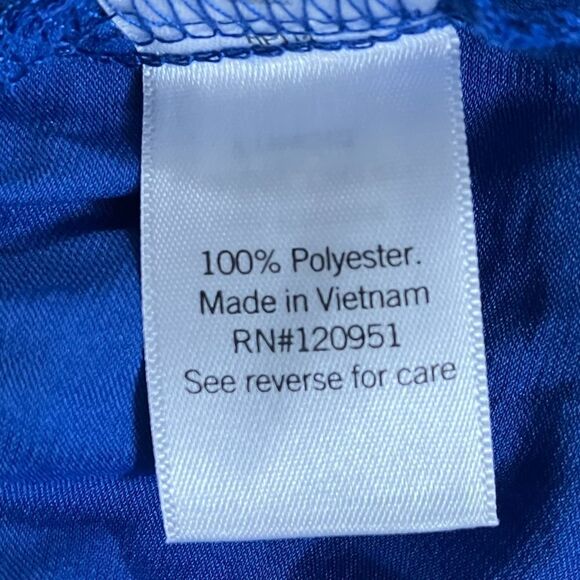 100% Polyester.
Made in Vietnam
RN#120951
See reverse for care